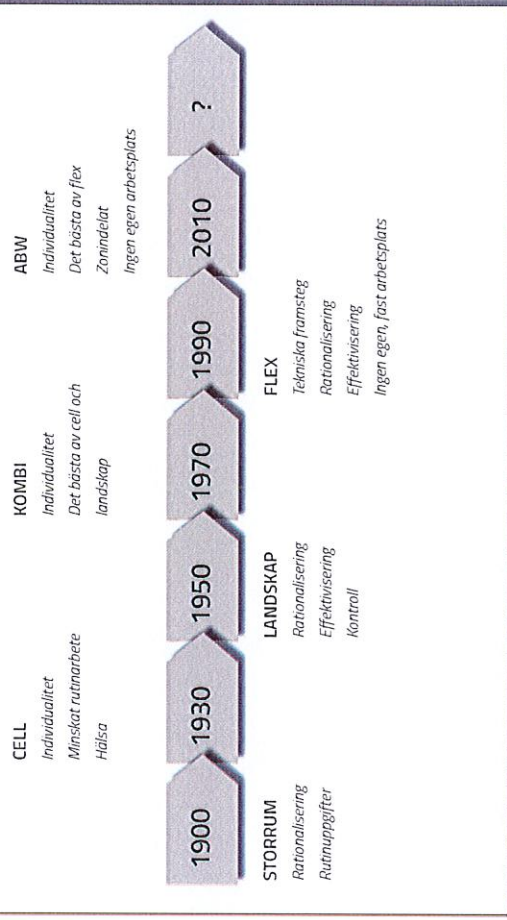 CELL
Individualitet
Minskat rutinarbete
Hälsa
KOMBI
Individualitet
Det bästa av cell och
landskap
ABW
Individualitet
Det bästa av flex
Zonindelat
Ingen egen arbetsplats
1900
1930
1950
1970
1990
2010
?
STORRUM
Rationalisering
Rutinuppgifter
LANDSKAP
Rationalisering
Effektivisering
Kontroll
FLEX
Tekniska framsteg
Rationalisering
Effektivisering
Ingen egen, fast arbetsplats